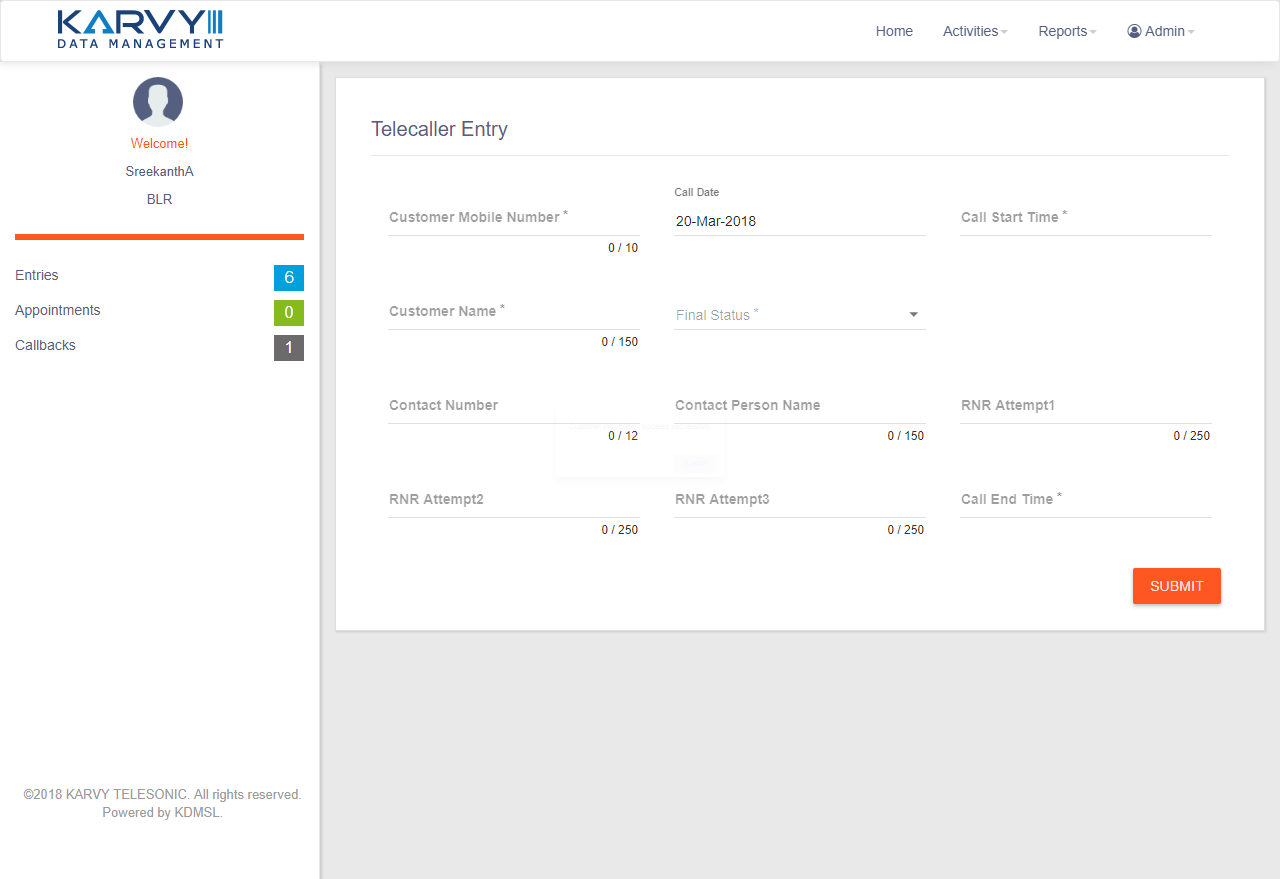 KARVY
DATA MANAGEMENT
Home Activities Reports Admin
Welcome!
SreekanthA
BLR
Entries 6
Appointments 0
Callbacks 1
©2018 KARVY TELESONIC. All rights reserved.
Powered by KDMSL.
Telecaller Entry
Customer Mobile Number *
0 / 10
Call Date
20-Mar-2018
Call Start Time *
Customer Name *
0 / 150
Final Status *
Contact Number
0 / 12
Contact Person Name
0 / 150
RNR Attempt1
0 / 250
RNR Attempt2
0 / 250
RNR Attempt3
0 / 250
Call End Time *
SUBMIT